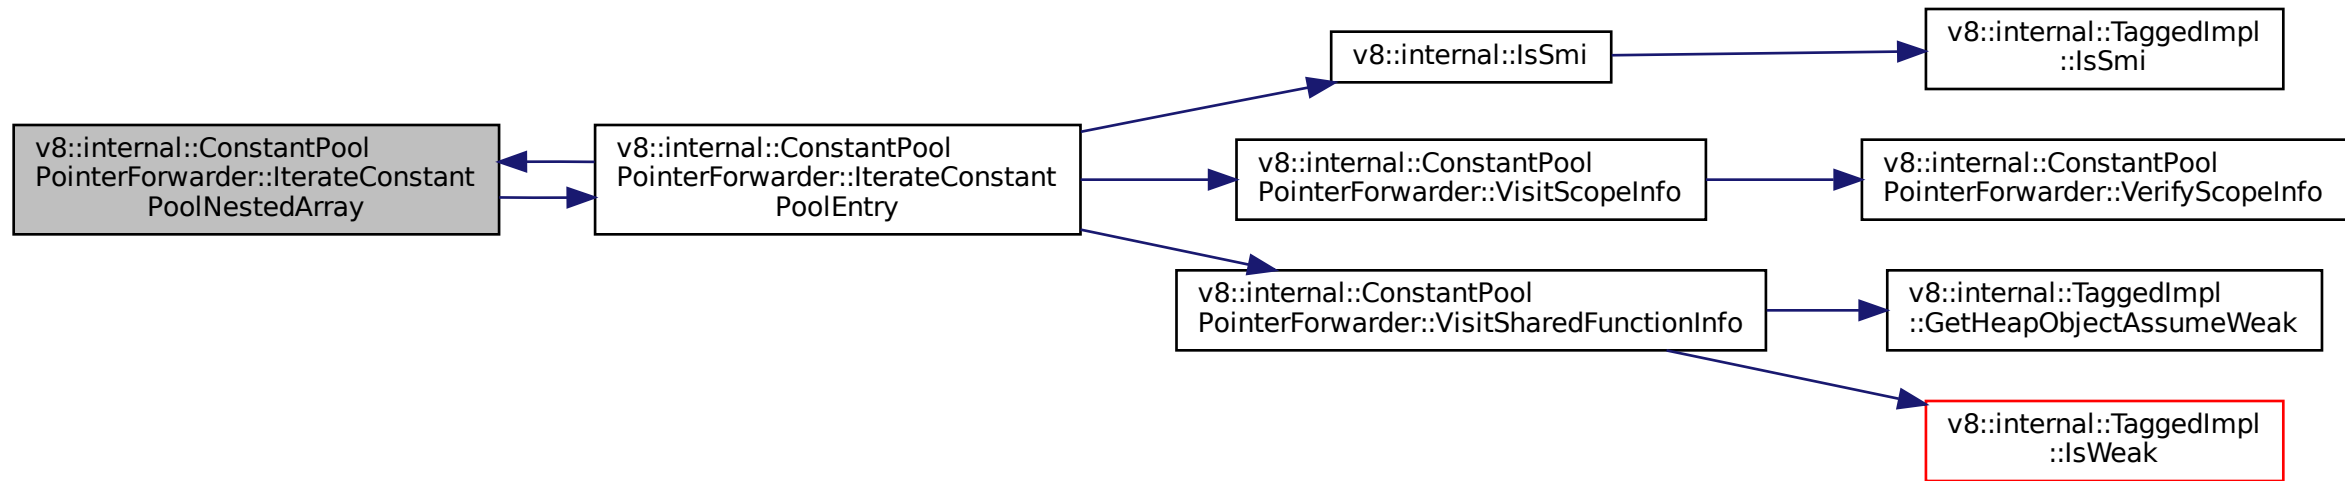 v8::internal::ConstantPool
PointerForwarder::IterateConstant
PoolNestedArray
v8::internal::ConstantPool
PointerForwarder::IterateConstant
PoolEntry
v8::internal::IsSmi
v8::internal::TaggedImpl
::IsSmi
v8::internal::ConstantPool
PointerForwarder::VisitScopeInfo
v8::internal::ConstantPool
PointerForwarder::VerifyScopeInfo
v8::internal::ConstantPool
PointerForwarder::VisitSharedFunctionInfo
v8::internal::TaggedImpl
::GetHeapObjectAssumeWeak
v8::internal::TaggedImpl
::IsWeak